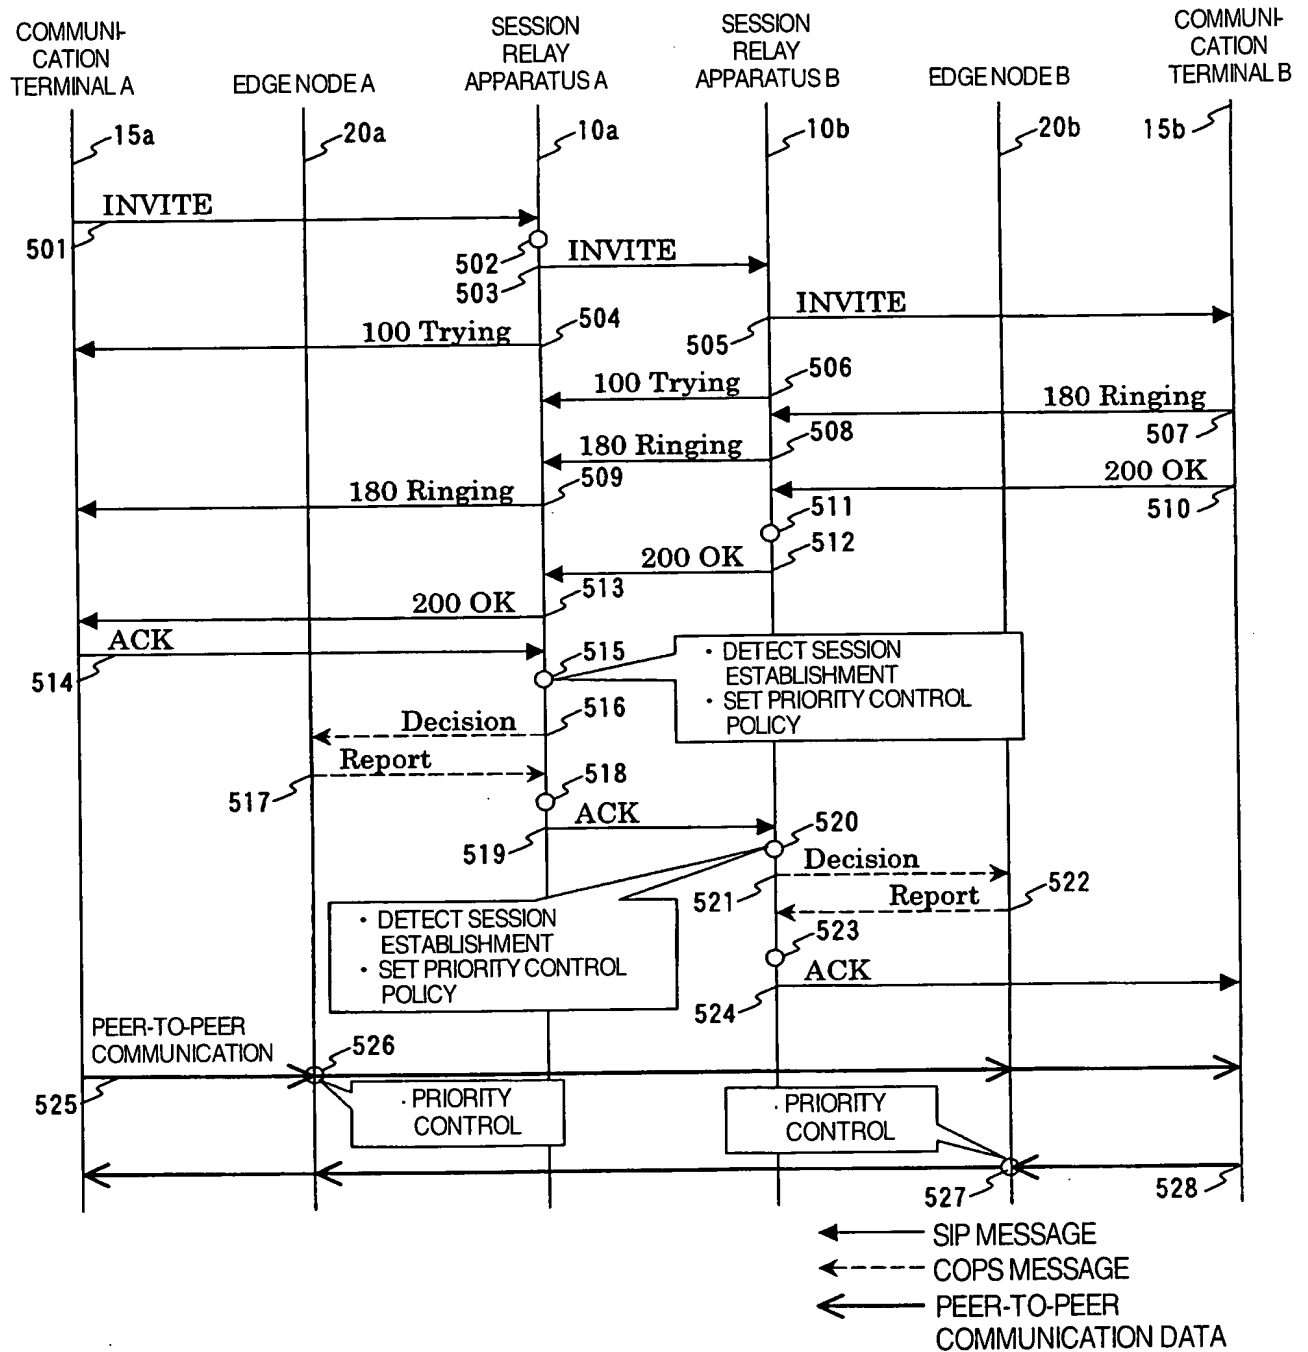 COMMUNI-
CATION
TERMINAL A
EDGE NODE A
SESSION
RELAY
APPARATUS A
SESSION
RELAY
APPARATUS B
EDGE NODE B
COMMUNI-
CATION
TERMINAL B
15a
20a
10a
10b
20b
15b
INVITE
501
502
INVITE
503
INVITE
504
100 Trying
505
506
100 Trying
180 Ringing
507
508
180 Ringing
509
180 Ringing
200 OK
510
511
512
200 OK
513
200 OK
ACK
514
515
• DETECT SESSION
ESTABLISHMENT
• SET PRIORITY CONTROL
POLICY
516
Decision
Report
517
518
ACK
519
520
Decision
521
522
Report
• DETECT SESSION
ESTABLISHMENT
• SET PRIORITY CONTROL
POLICY
523
ACK
524
PEER-TO-PEER
COMMUNICATION
526
525
· PRIORITY
CONTROL
· PRIORITY
CONTROL
527
528
SIP MESSAGE
COPS MESSAGE
PEER-TO-PEER
COMMUNICATION DATA